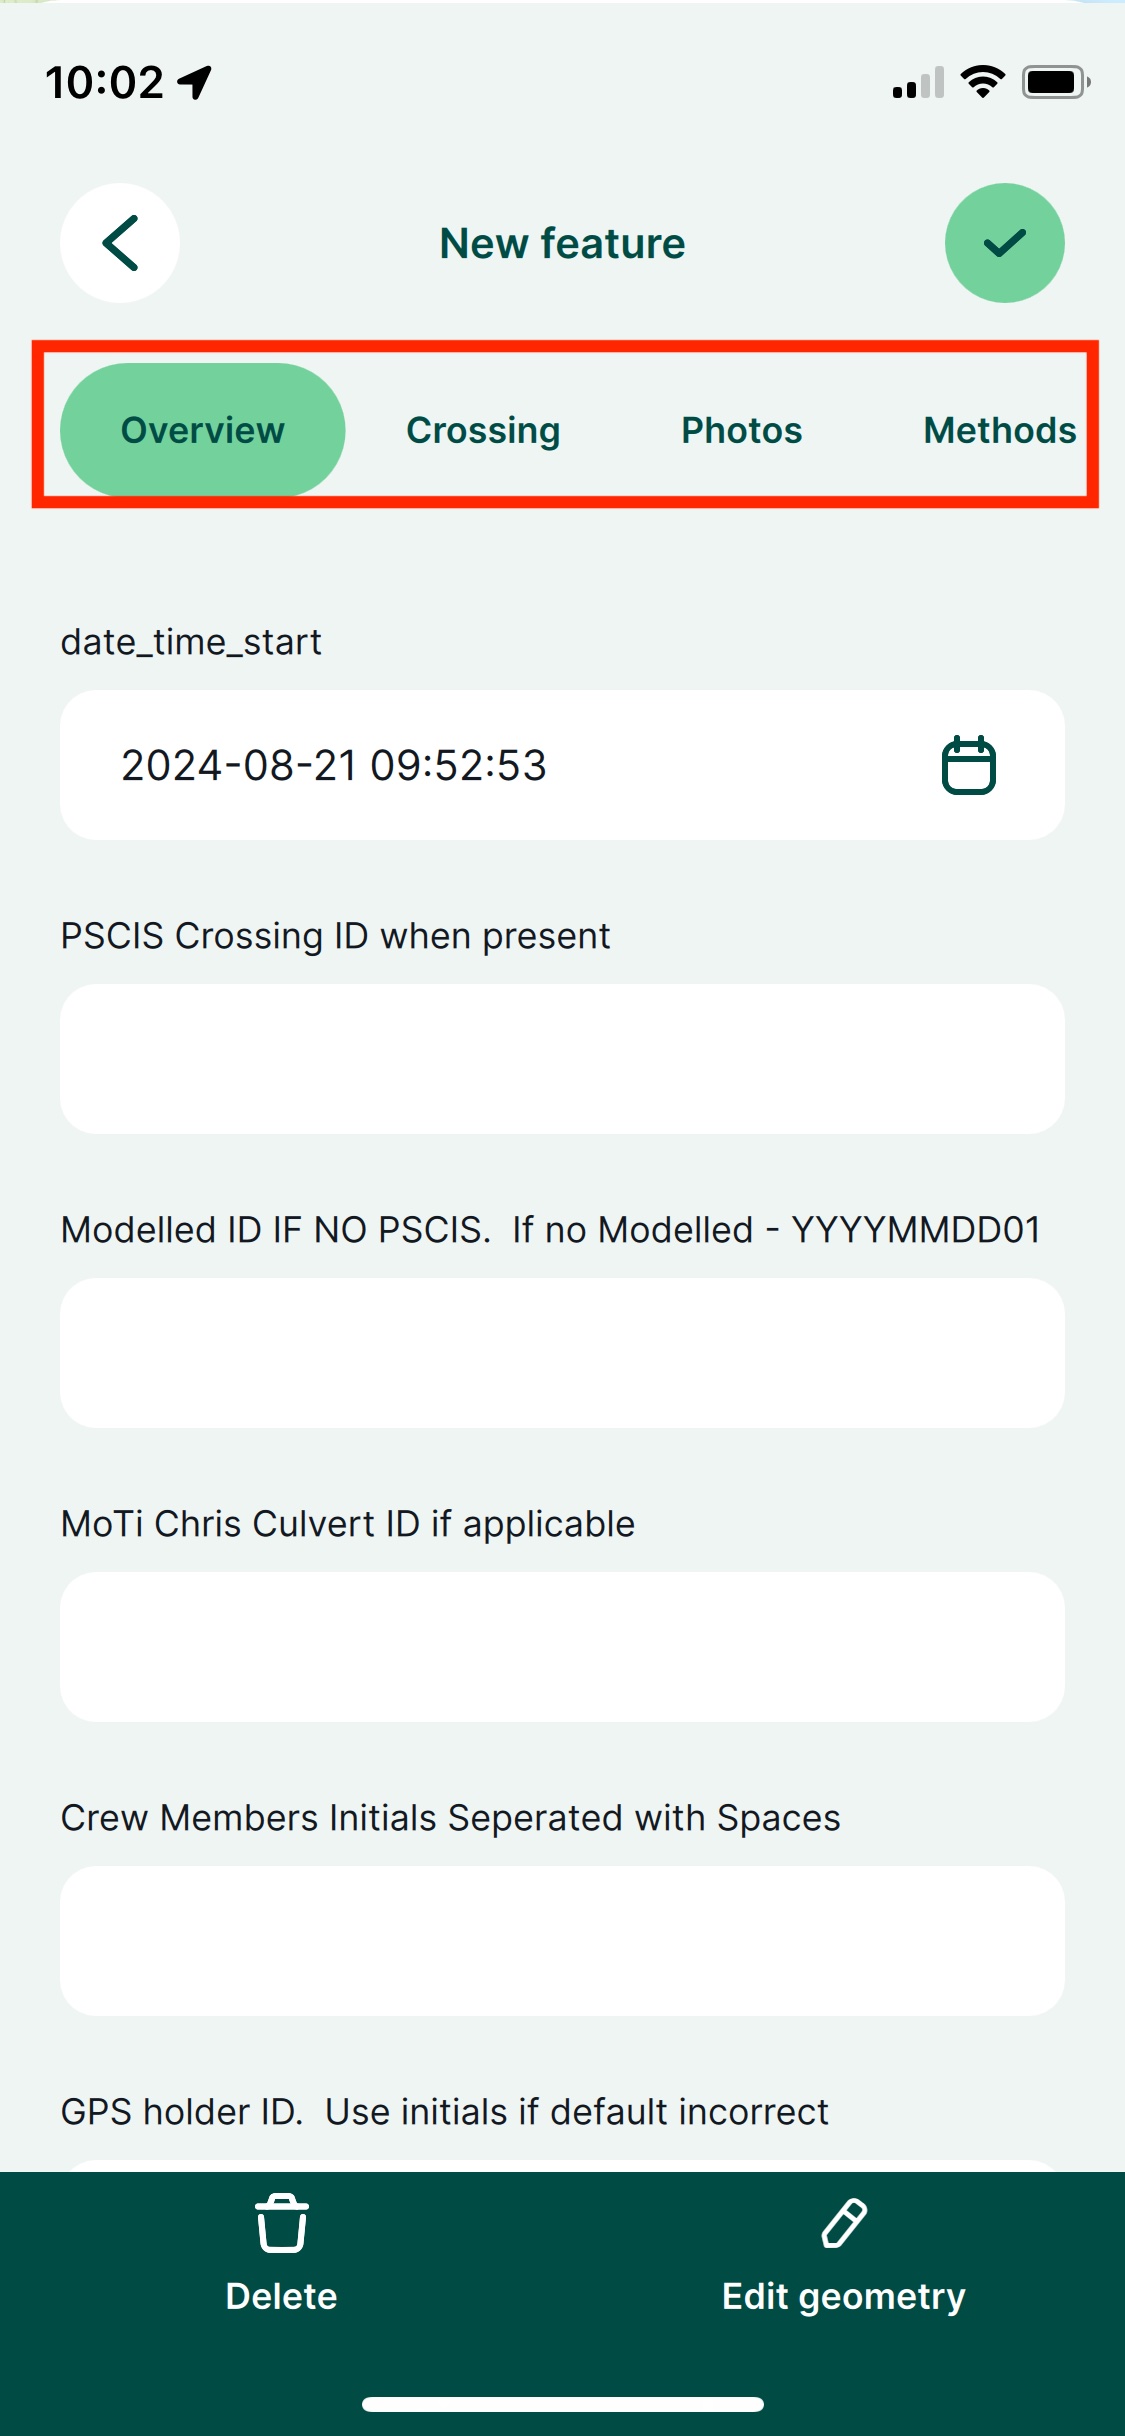 10:02
New feature
Overview Crossing Photos Methods
date_time_start
2024-08-21 09:52:53
PSCIS Crossing ID when present
Modelled ID IF NO PSCIS.  If no Modelled - YYYYMMDD01
MoTi Chris Culvert ID if applicable
Crew Members Initials Seperated with Spaces
GPS holder ID.  Use initials if default incorrect
Delete Edit geometry